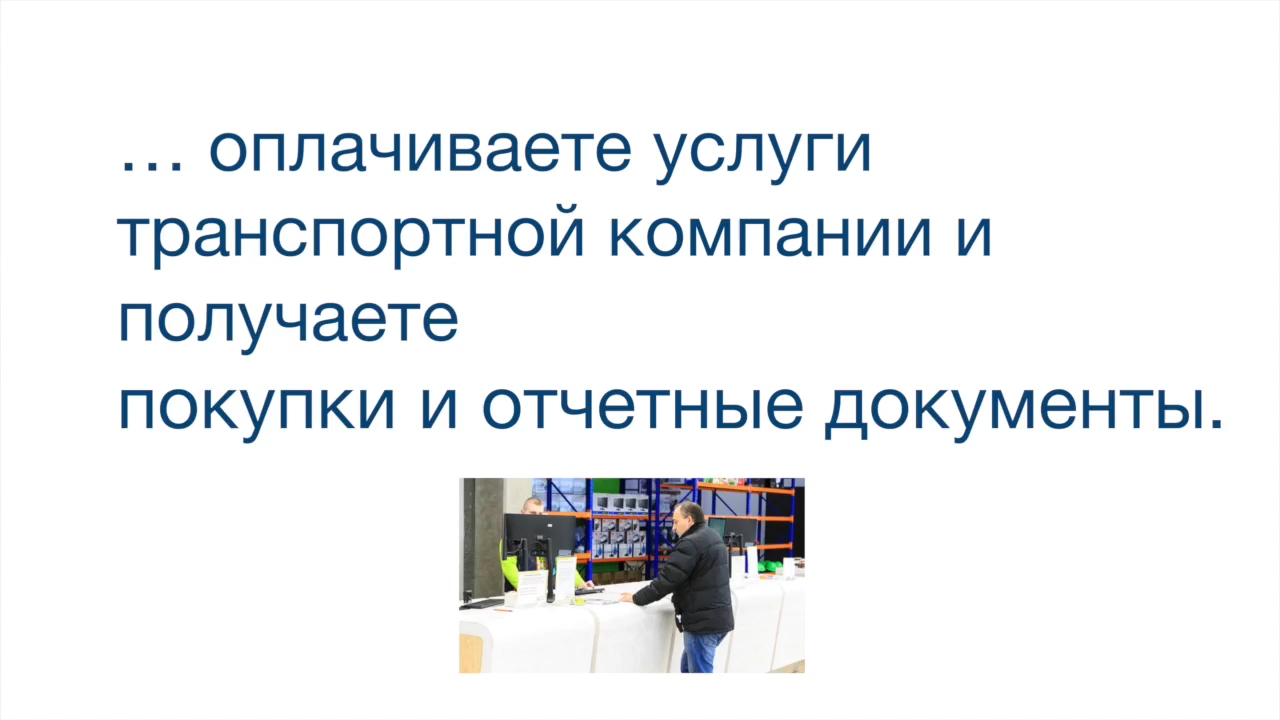 … оплачиваете услуги
транспортной компании и
получаете
покупки и отчетные документы.